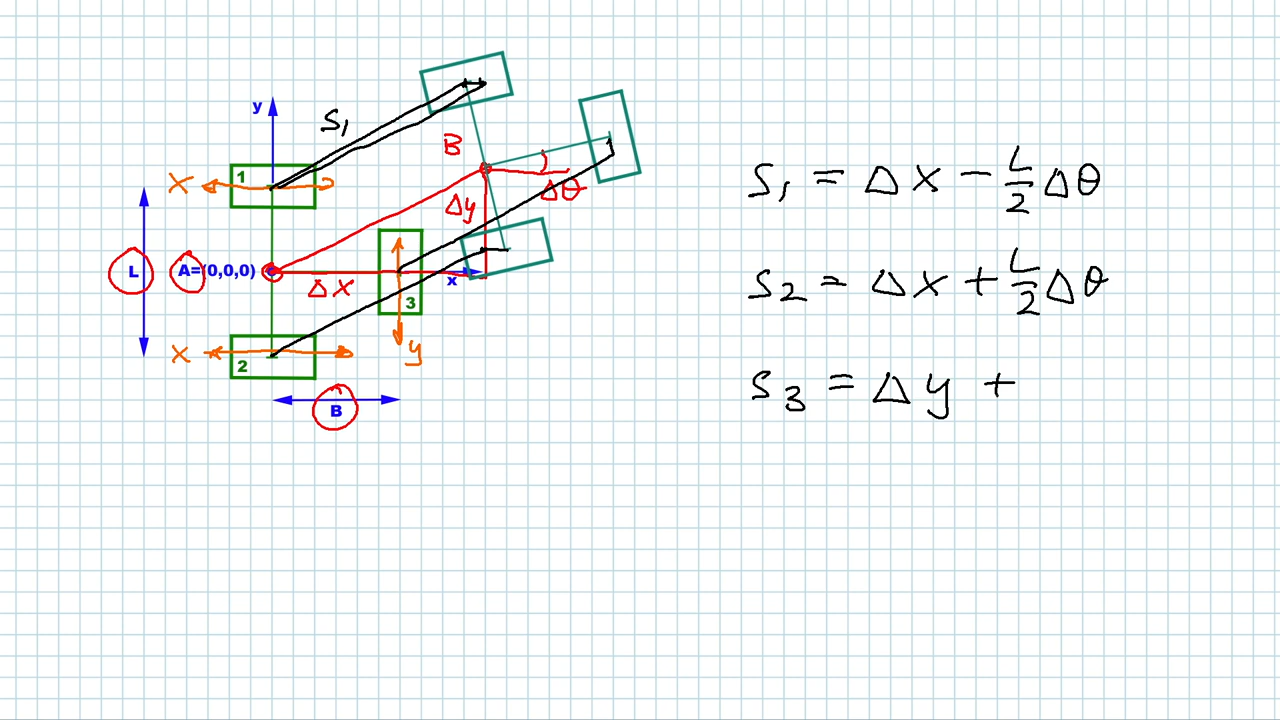 y
S₁
1
B
X
S₁ = Δx − L/2 Δθ
Δy
Δθ
L
A=(0,0,0)
x
Δx
3
S₂ = Δx + L/2 Δθ
X
2
y
S₃ = Δy +
B